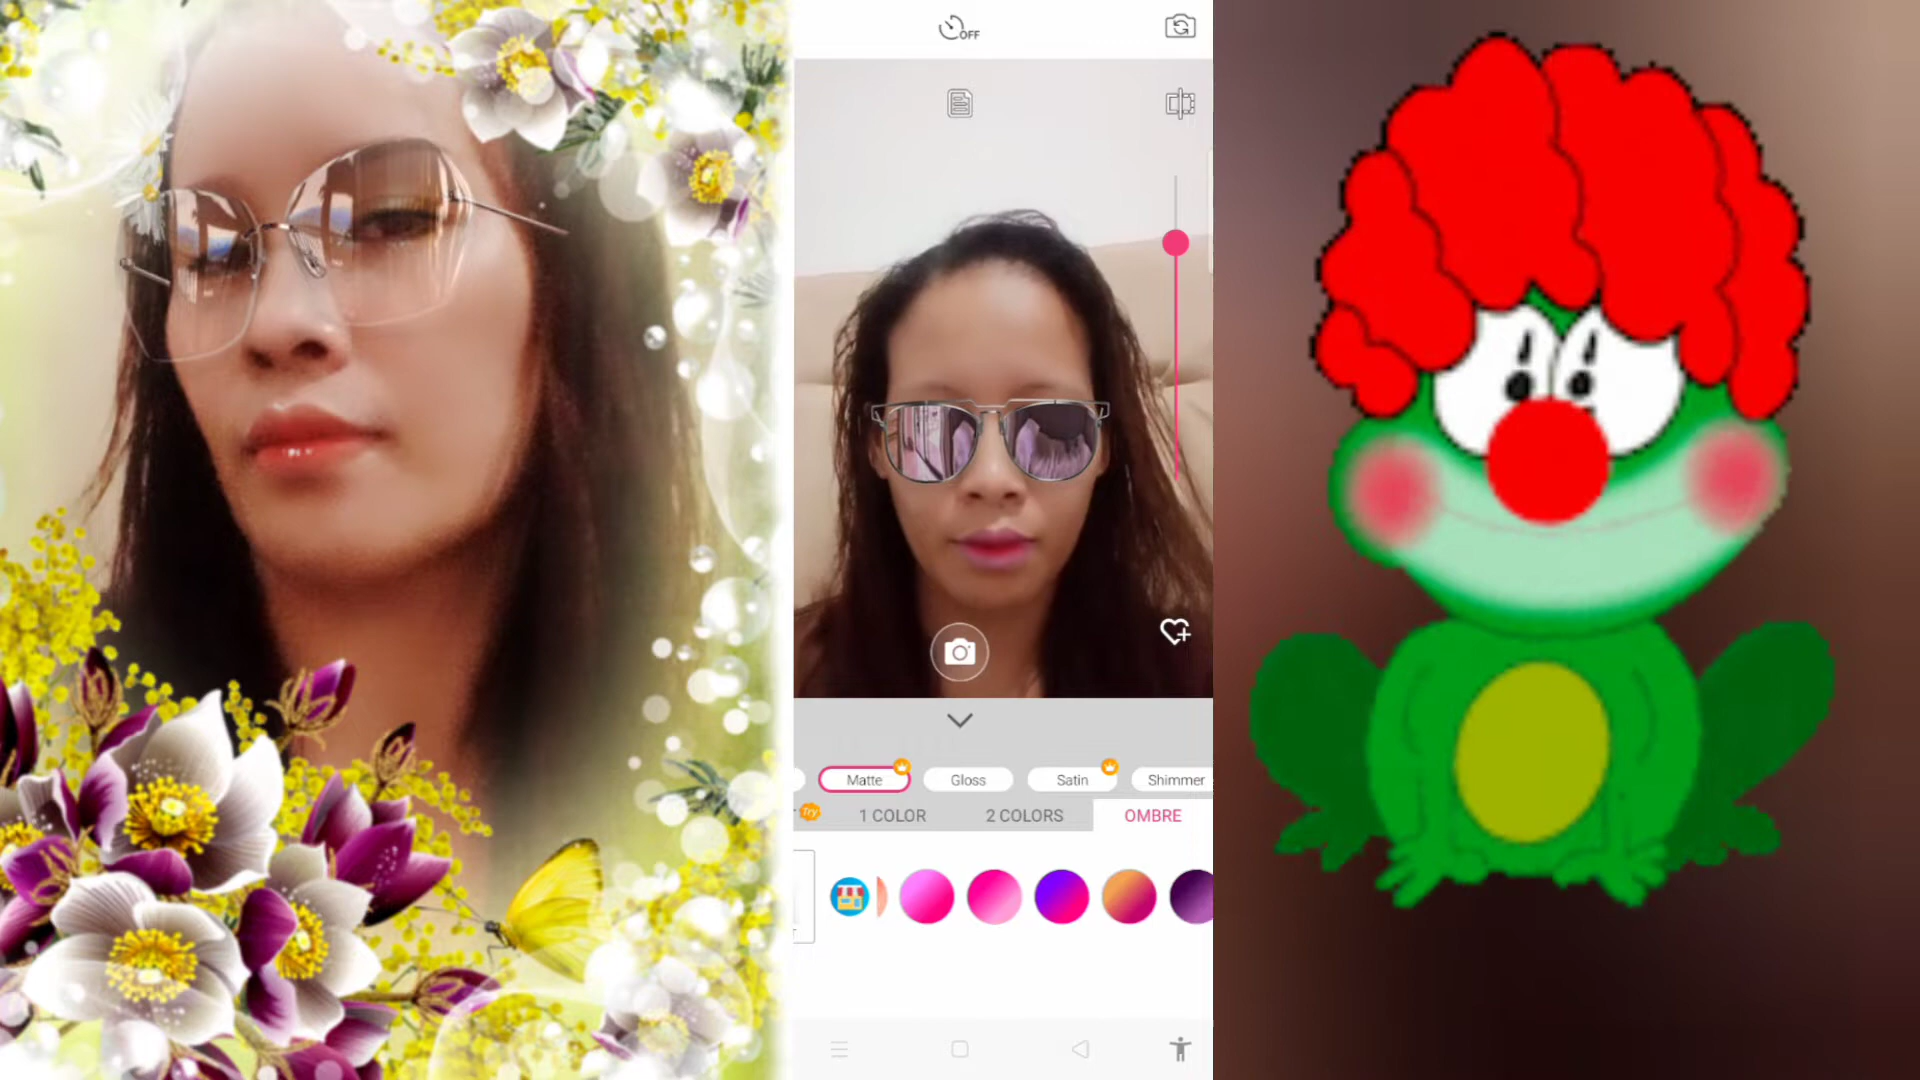 OFF
Matte
Gloss
Satin
Shimmer
Try
1 COLOR
2 COLORS
OMBRE